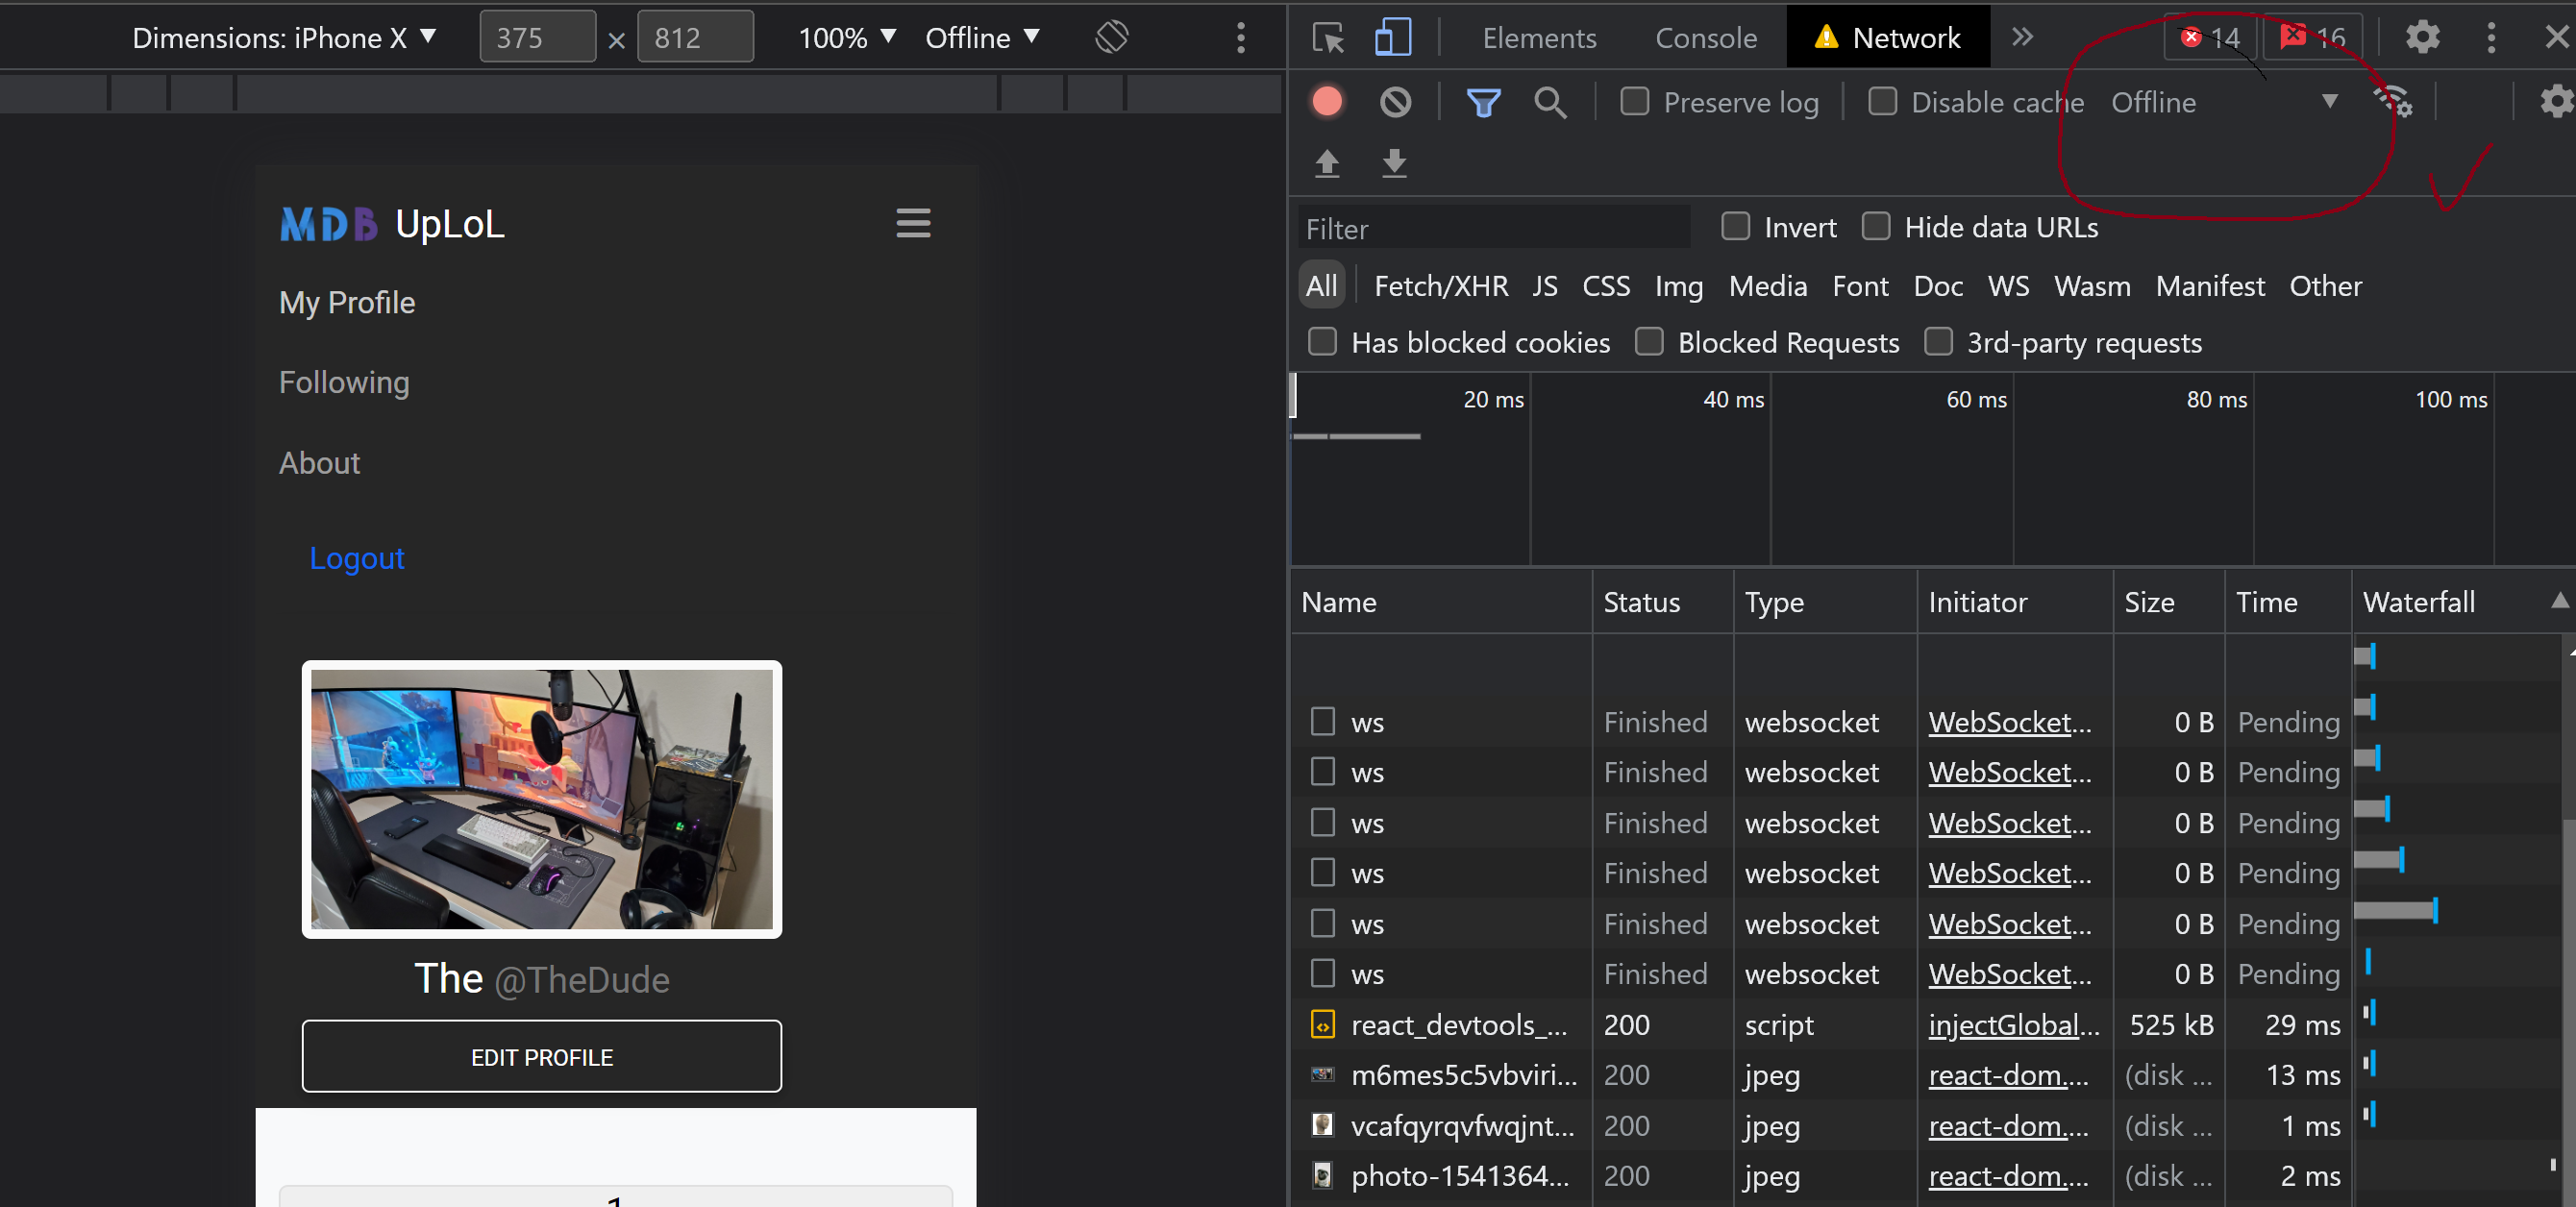 Dimensions: iPhone X ▼ 375 × 812 100% ▼ Offline ▼
Elements Console Network 14 16
Preserve log Disable cache Offline ▼
Filter Invert Hide data URLs
All Fetch/XHR JS CSS Img Media Font Doc WS Wasm Manifest Other
Has blocked cookies Blocked Requests 3rd-party requests
20 ms 40 ms 60 ms 80 ms 100 ms
Name Status Type Initiator Size Time Waterfall
ws Finished websocket WebSocket... 0 B Pending
ws Finished websocket WebSocket... 0 B Pending
ws Finished websocket WebSocket... 0 B Pending
ws Finished websocket WebSocket... 0 B Pending
ws Finished websocket WebSocket... 0 B Pending
ws Finished websocket WebSocket... 0 B Pending
react_devtools_... 200 script injectGlobal... 525 kB 29 ms
m6mes5c5vbviri... 200 jpeg react-dom.... (disk ... 13 ms
vcafqyrqvfwqjnt... 200 jpeg react-dom.... (disk ... 1 ms
photo-1541364... 200 jpeg react-dom.... (disk ... 2 ms
MDB UpLoL
My Profile
Following
About
Logout
The @TheDude
EDIT PROFILE
1